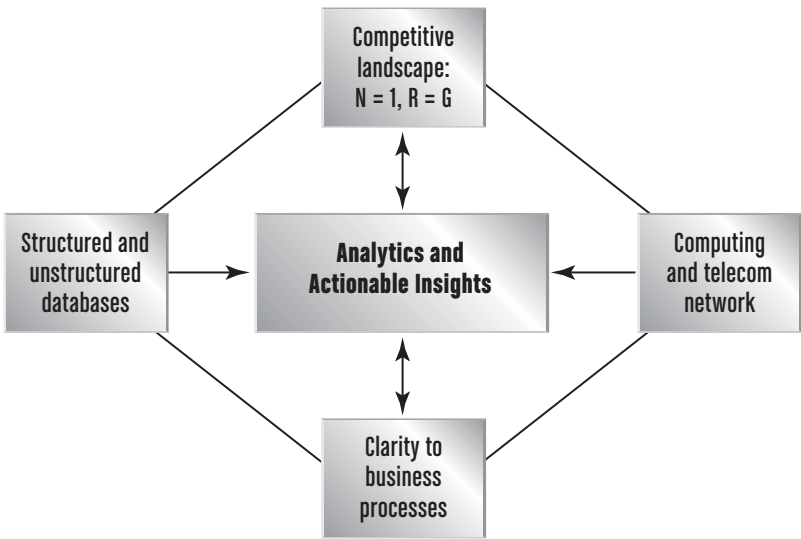 Competitive
landscape:
N = 1, R = G
Structured and
unstructured
databases
Analytics and
Actionable Insights
Computing
and telecom
network
Clarity to
business
processes